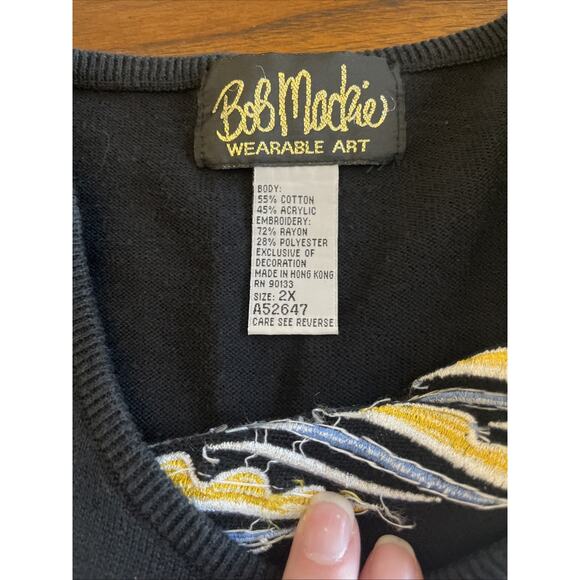 Bob Mackie
WEARABLE ART
BODY:
55% COTTON
45% ACRYLIC
EMBROIDERY:
72% RAYON
28% POLYESTER
EXCLUSIVE OF
DECORATION
MADE IN HONG KONG
RN 90133
SIZE: 2X
A52647
CARE SEE REVERSE